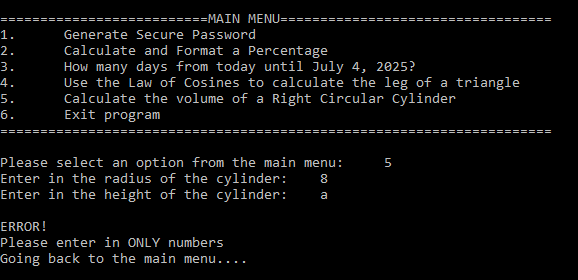 ==========================MAIN MENU==================================
1. Generate Secure Password
2. Calculate and Format a Percentage
3. How many days from today until July 4, 2025?
4. Use the Law of Cosines to calculate the leg of a triangle
5. Calculate the volume of a Right Circular Cylinder
6. Exit program
=====================================================================
Please select an option from the main menu: 5
Enter in the radius of the cylinder: 8
Enter in the height of the cylinder: a
ERROR!
Please enter in ONLY numbers
Going back to the main menu....